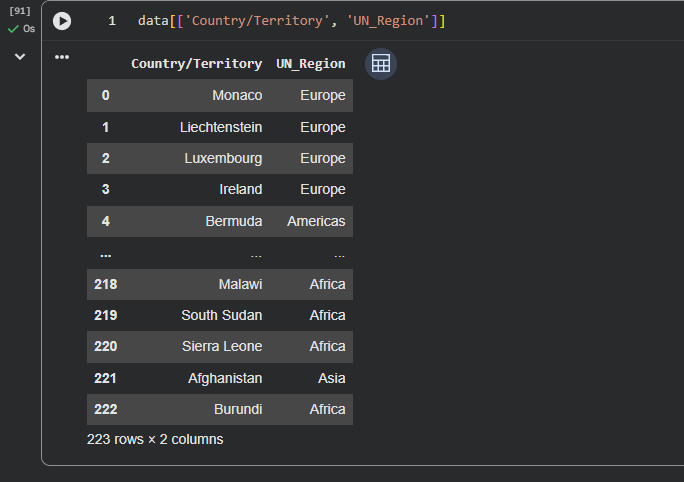 [91]
0s
1 data[['Country/Territory', 'UN_Region']]
Country/Territory UN_Region
0 Monaco Europe
1 Liechtenstein Europe
2 Luxembourg Europe
3 Ireland Europe
4 Bermuda Americas
... ... ...
218 Malawi Africa
219 South Sudan Africa
220 Sierra Leone Africa
221 Afghanistan Asia
222 Burundi Africa
223 rows × 2 columns